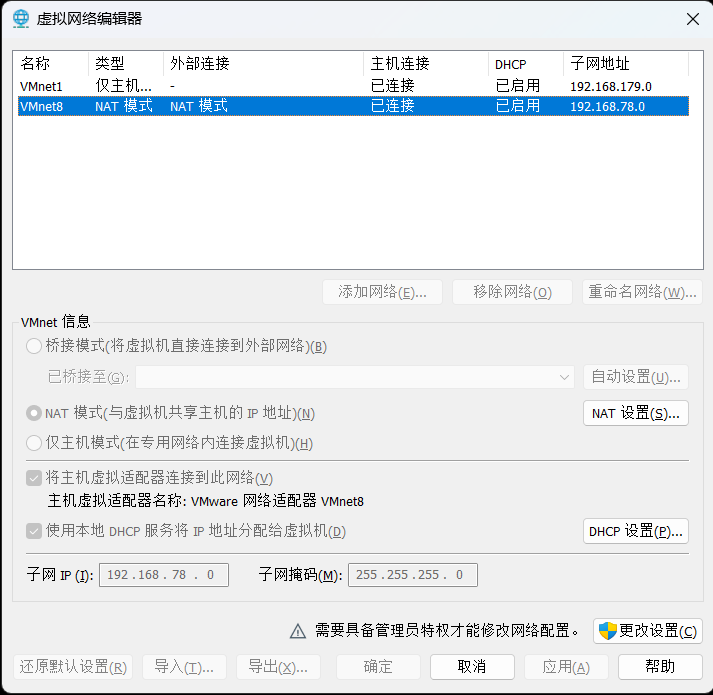 虚拟网络编辑器
名称 类型 外部连接 主机连接 DHCP 子网地址
VMnet1 仅主机... - 已连接 已启用 192.168.179.0
VMnet8 NAT 模式 NAT 模式 已连接 已启用 192.168.78.0
添加网络(E)... 移除网络(O) 重命名网络(W)...
VMnet 信息
桥接模式(将虚拟机直接连接到外部网络)(B)
已桥接至(G): 自动设置(U)...
NAT 模式(与虚拟机共享主机的 IP 地址)(N) NAT 设置(S)...
仅主机模式(在专用网络内连接虚拟机)(H)
将主机虚拟适配器连接到此网络(V)
主机虚拟适配器名称: VMware 网络适配器 VMnet8
使用本地 DHCP 服务将 IP 地址分配给虚拟机(D) DHCP 设置(P)...
子网 IP (I): 192 . 168 . 78 . 0 子网掩码(M): 255 . 255 . 255 . 0
需要具备管理员特权才能修改网络配置。 更改设置(C)
还原默认设置(R) 导入(T)... 导出(X)... 确定 取消 应用(A) 帮助